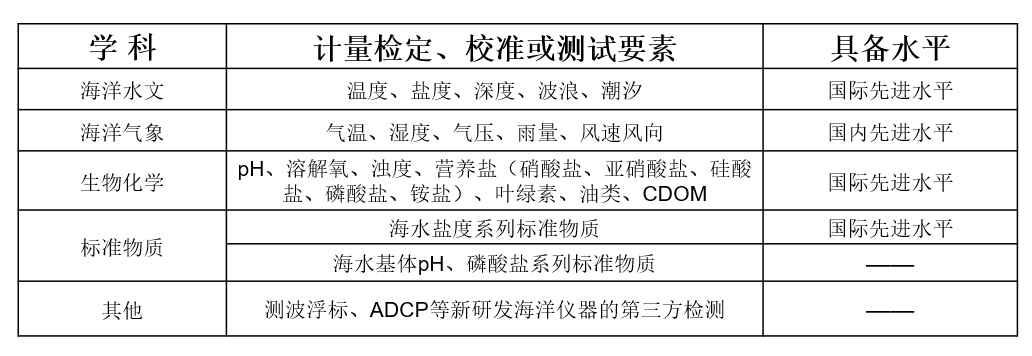 学 科 计量检定、校准或测试要素 具备水平
海洋水文 温度、盐度、深度、波浪、潮汐 国际先进水平
海洋气象 气温、湿度、气压、雨量、风速风向 国内先进水平
生物化学 pH、溶解氧、浊度、营养盐（硝酸盐、亚硝酸盐、硅酸
盐、磷酸盐、铵盐）、叶绿素、油类、CDOM 国际先进水平
标准物质 海水盐度系列标准物质 国际先进水平
海水基体pH、磷酸盐系列标准物质 ——
其他 测波浮标、ADCP等新研发海洋仪器的第三方检测 ——